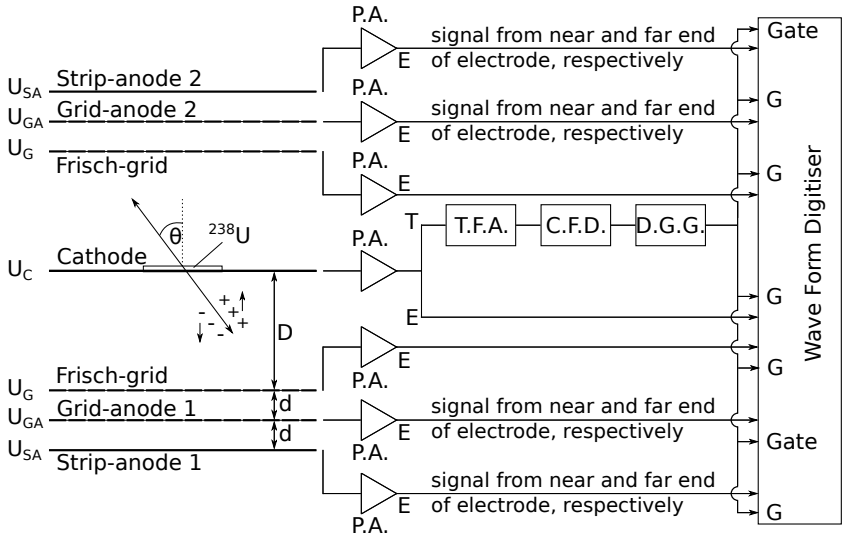 P.A.
Gate
signal from near and far end
E
of electrode, respectively
U_SA
Strip-anode 2
P.A.
G
signal from near and far end
U_GA
Grid-anode 2
E
of electrode, respectively
U_G
Frisch-grid
P.A.
E
G
θ
²³⁸U
T
T.F.A.
C.F.D.
D.G.G.
P.A.
Cathode
U_C
G
E
+
- +
- +
-
D
P.A.
Wave Form Digitiser
E
G
U_G
Frisch-grid
P.A.
d
U_GA
Grid-anode 1
signal from near and far end
E
of electrode, respectively
Gate
d
U_SA
Strip-anode 1
P.A.
signal from near and far end
E
of electrode, respectively
G
P.A.